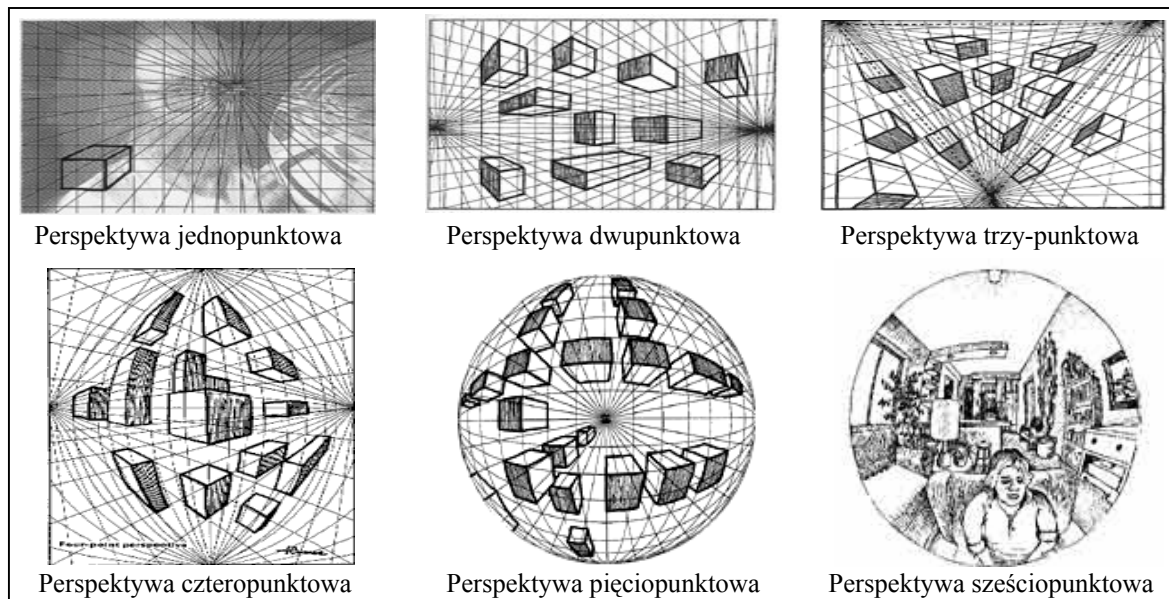 Perspektywa jednopunktowa
Perspektywa dwupunktowa
Perspektywa trzy-punktowa
Four-point perspective
Perspektywa czteropunktowa
Perspektywa pięciopunktowa
Perspektywa sześciopunktowa